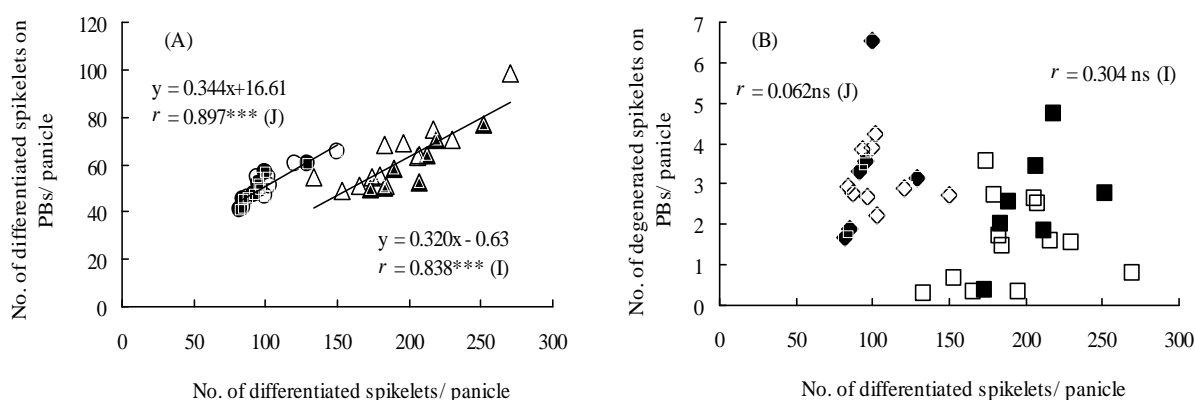 No. of differentiated spikelets on
PBs/ panicle
120
100
80
60
40
20
0
(A)
y = 0.344x+16.61
r = 0.897*** (J)
y = 0.320x - 0.63
r = 0.838*** (I)
0 50 100 150 200 250 300
No. of differentiated spikelets/ panicle
No. of degenerated spikelets on
PBs/ panicle
7
6
5
4
3
2
1
0
(B)
r = 0.062ns (J)
r = 0.304 ns (I)
0 50 100 150 200 250 300
No. of differentiated spikelets/ panicle